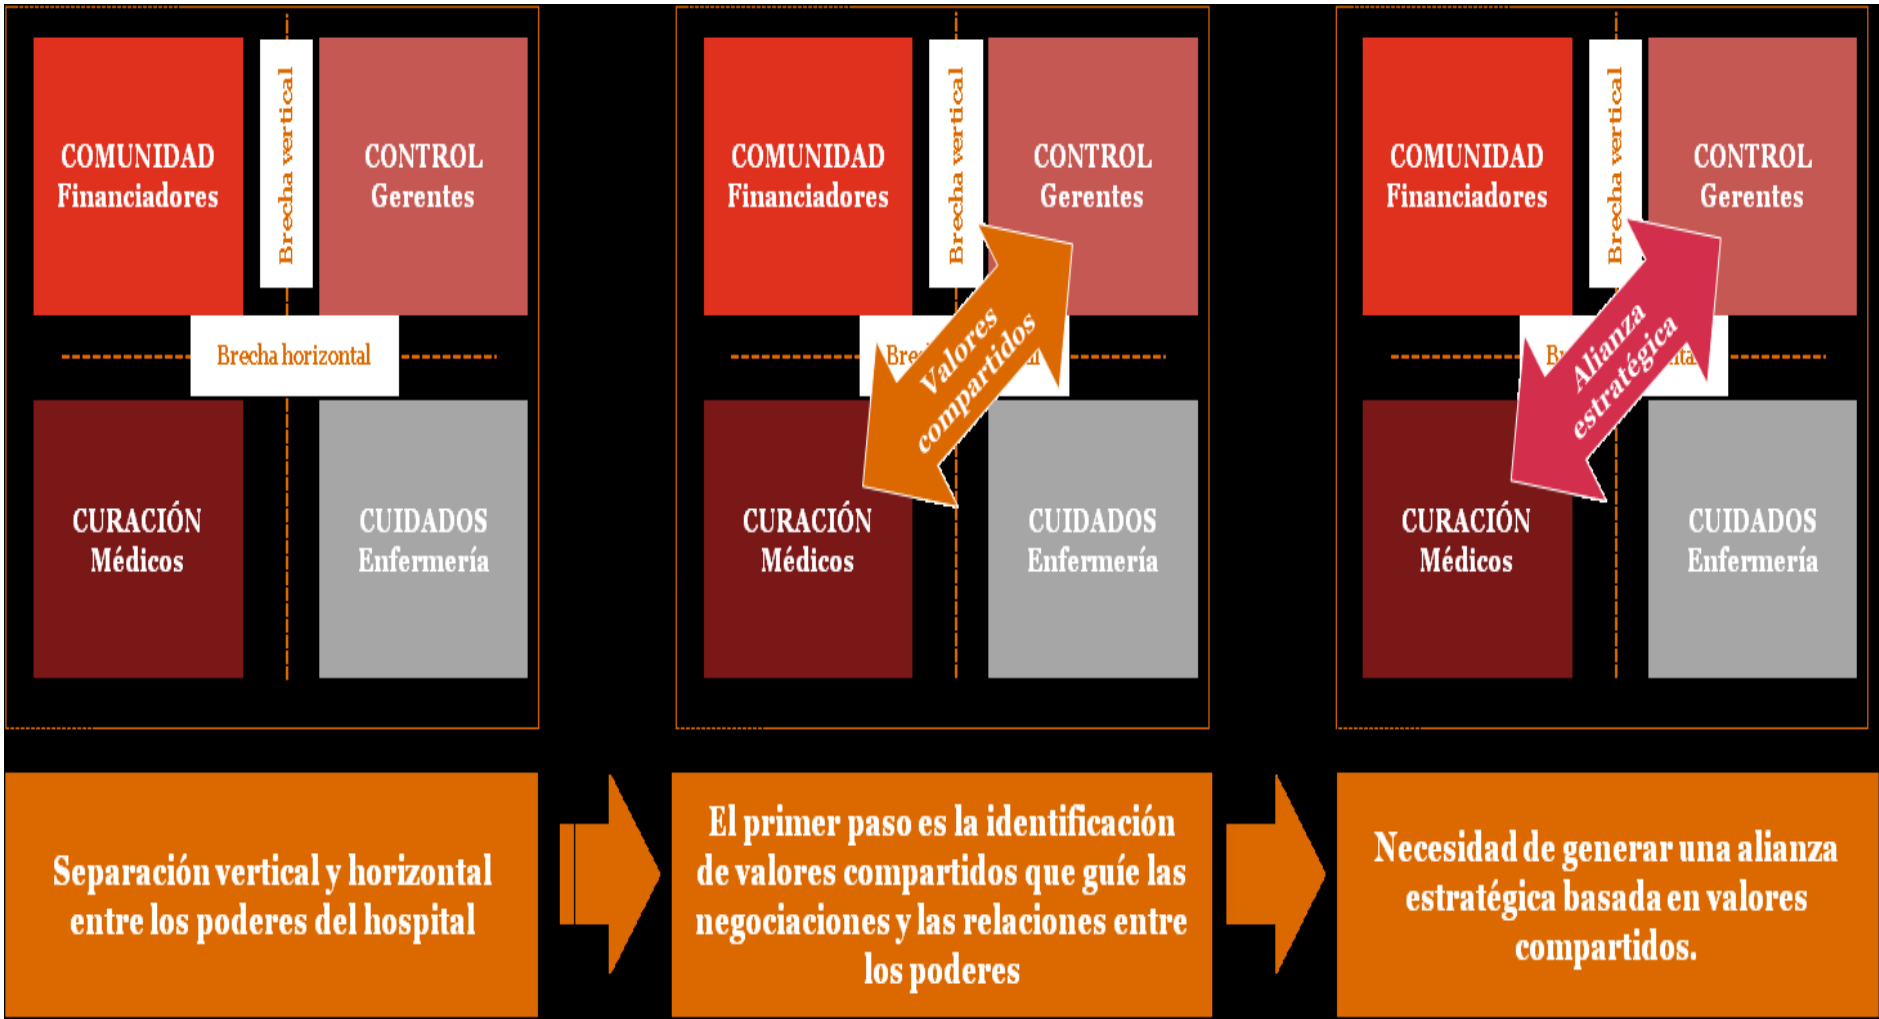 COMUNIDAD
Financiadores
Brecha vertical
CONTROL
Gerentes
Brecha horizontal
CURACIÓN
Médicos
CUIDADOS
Enfermería
Separación vertical y horizontal
entre los poderes del hospital
COMUNIDAD
Financiadores
Brecha vertical
CONTROL
Gerentes
Valores
compartidos
CURACIÓN
Médicos
CUIDADOS
Enfermería
El primer paso es la identificación
de valores compartidos que guíe las
negociaciones y las relaciones entre
los poderes
COMUNIDAD
Financiadores
Brecha vertical
CONTROL
Gerentes
Alianza
estratégica
CURACIÓN
Médicos
CUIDADOS
Enfermería
Necesidad de generar una alianza
estratégica basada en valores
compartidos.